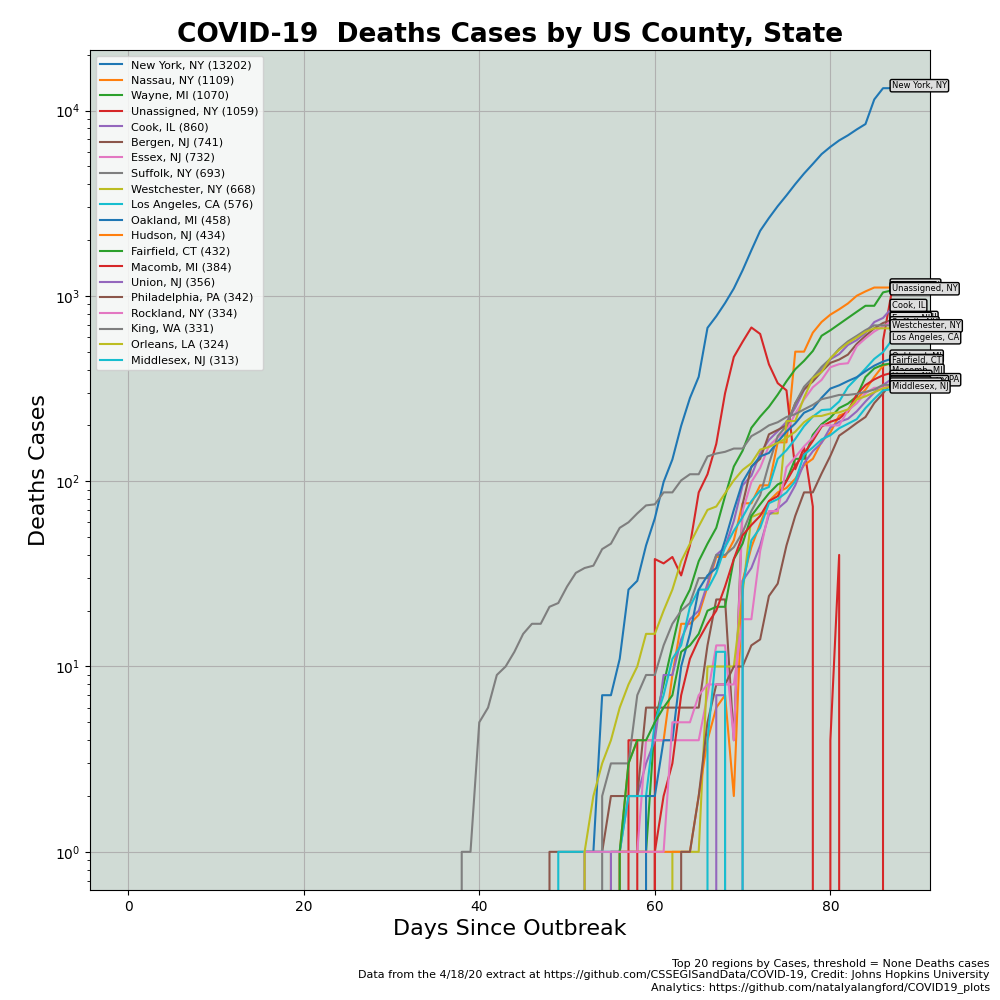 COVID-19  Deaths Cases by US County, State
New York, NY (13202)
Nassau, NY (1109)
Wayne, MI (1070)
Unassigned, NY (1059)
Cook, IL (860)
Bergen, NJ (741)
Essex, NJ (732)
Suffolk, NY (693)
Westchester, NY (668)
Los Angeles, CA (576)
Oakland, MI (458)
Hudson, NJ (434)
Fairfield, CT (432)
Macomb, MI (384)
Union, NJ (356)
Philadelphia, PA (342)
Rockland, NY (334)
King, WA (331)
Orleans, LA (324)
Middlesex, NJ (313)
New York, NY
Unassigned, NY
Cook, IL
Westchester, NY
Los Angeles, CA
Fairfield, CT
Macomb, MI
PA
Middlesex, NJ
10⁴
10³
10²
10¹
10⁰
Deaths Cases
0 20 40 60 80
Days Since Outbreak
Top 20 regions by Cases, threshold = None Deaths cases
Data from the 4/18/20 extract at https://github.com/CSSEGISandData/COVID-19, Credit: Johns Hopkins University
Analytics: https://github.com/natalyalangford/COVID19_plots